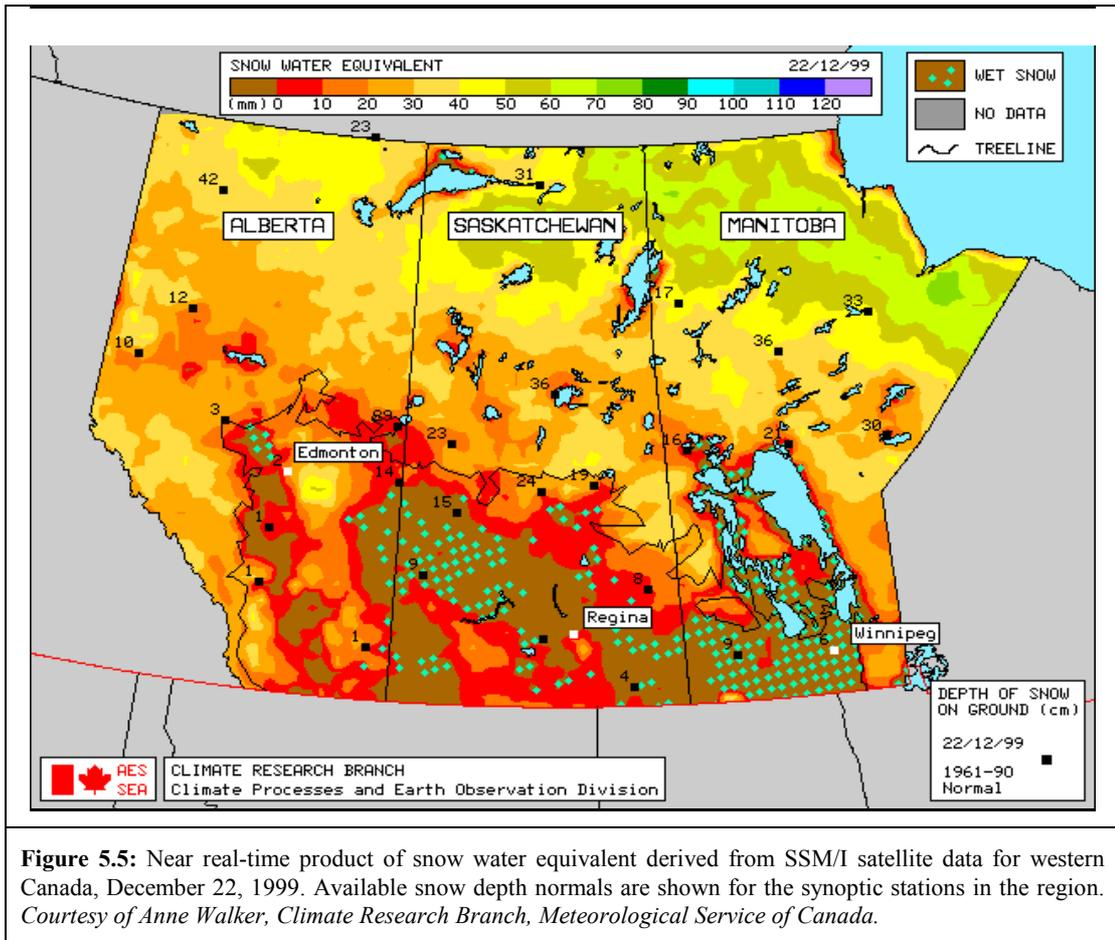 SNOW WATER EQUIVALENT 22/12/99
(mm) 0 10 20 30 40 50 60 70 80 90 100 110 120
WET SNOW
NO DATA
TREELINE
23
42
31
ALBERTA SASKATCHEWAN MANITOBA
12
17
33
10
36
36
3
89
23
16
21
30
Edmonton
2
14
24
19
15
1
9
1
8
Regina
Winnipeg
1
9
6
4
DEPTH OF SNOW
ON GROUND (cm)
22/12/99
1961-90
Normal
AES
SEA
CLIMATE RESEARCH BRANCH
Climate Processes and Earth Observation Division
Figure 5.5: Near real-time product of snow water equivalent derived from SSM/I satellite data for western
Canada, December 22, 1999. Available snow depth normals are shown for the synoptic stations in the region.
Courtesy of Anne Walker, Climate Research Branch, Meteorological Service of Canada.